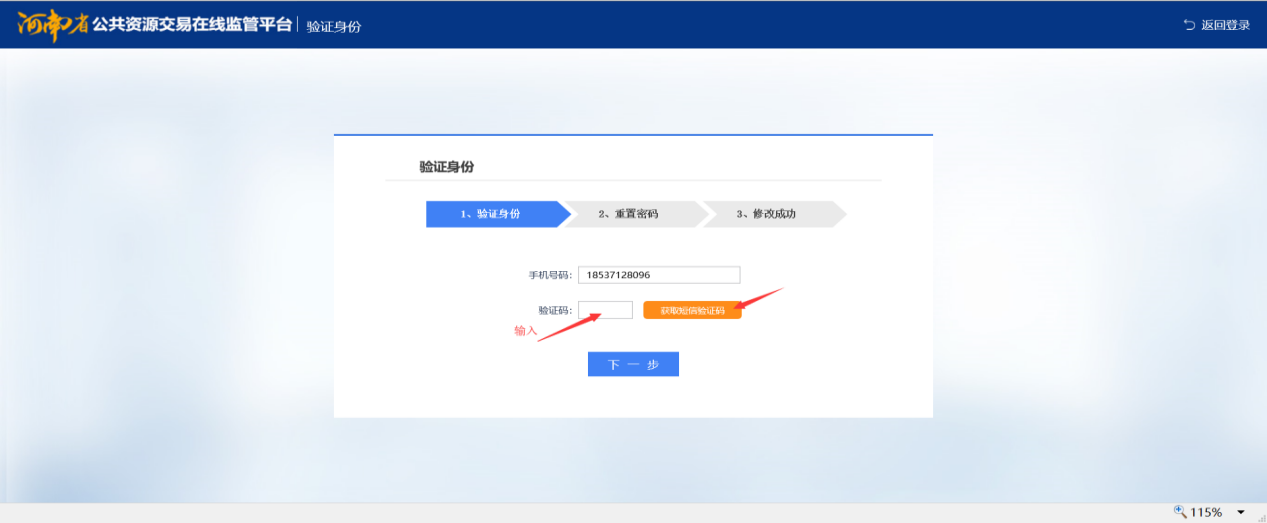 河南省公共资源交易在线监管平台 验证身份 返回登录
验证身份
1、验证身份 2、重置密码 3、修改成功
手机号码: 18537128096
验证码: 获取短信验证码
输入
下一步
115%